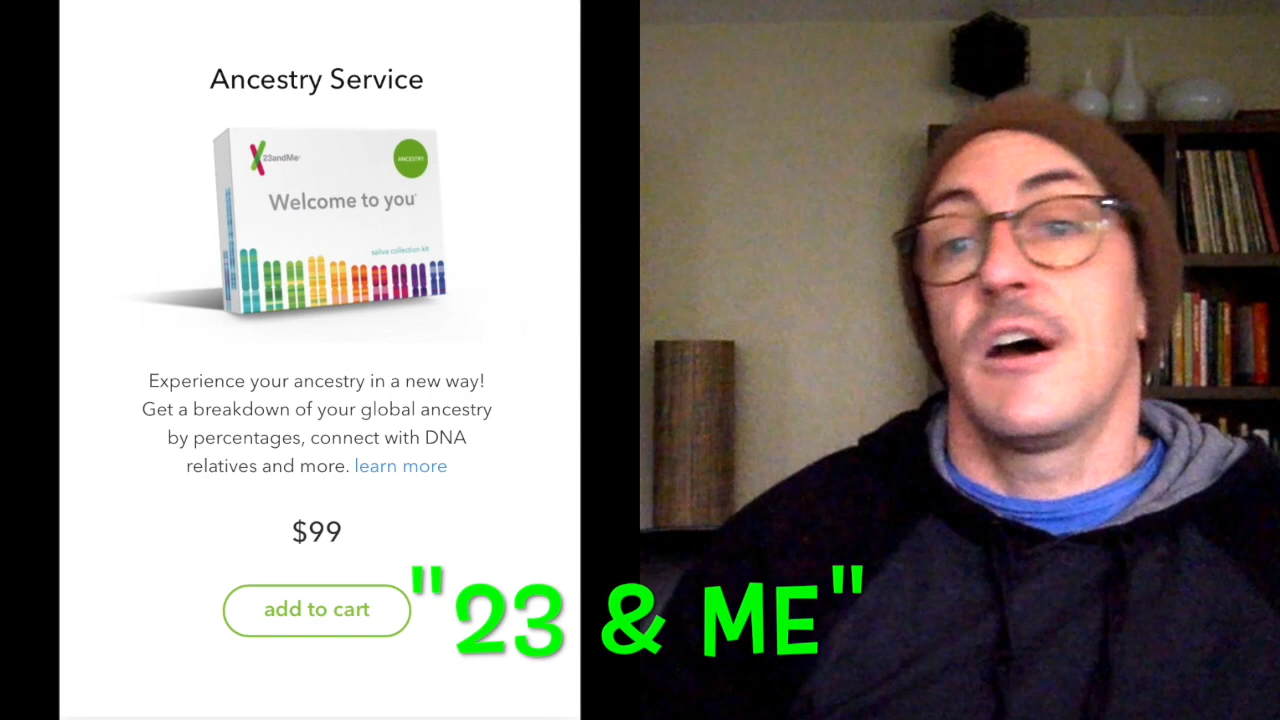 Ancestry Service
23andMe
ANCESTRY
Welcome to you
saliva collection kit
Experience your ancestry in a new way!
Get a breakdown of your global ancestry
by percentages, connect with DNA
relatives and more. learn more
$99
add to cart
"23 & ME"